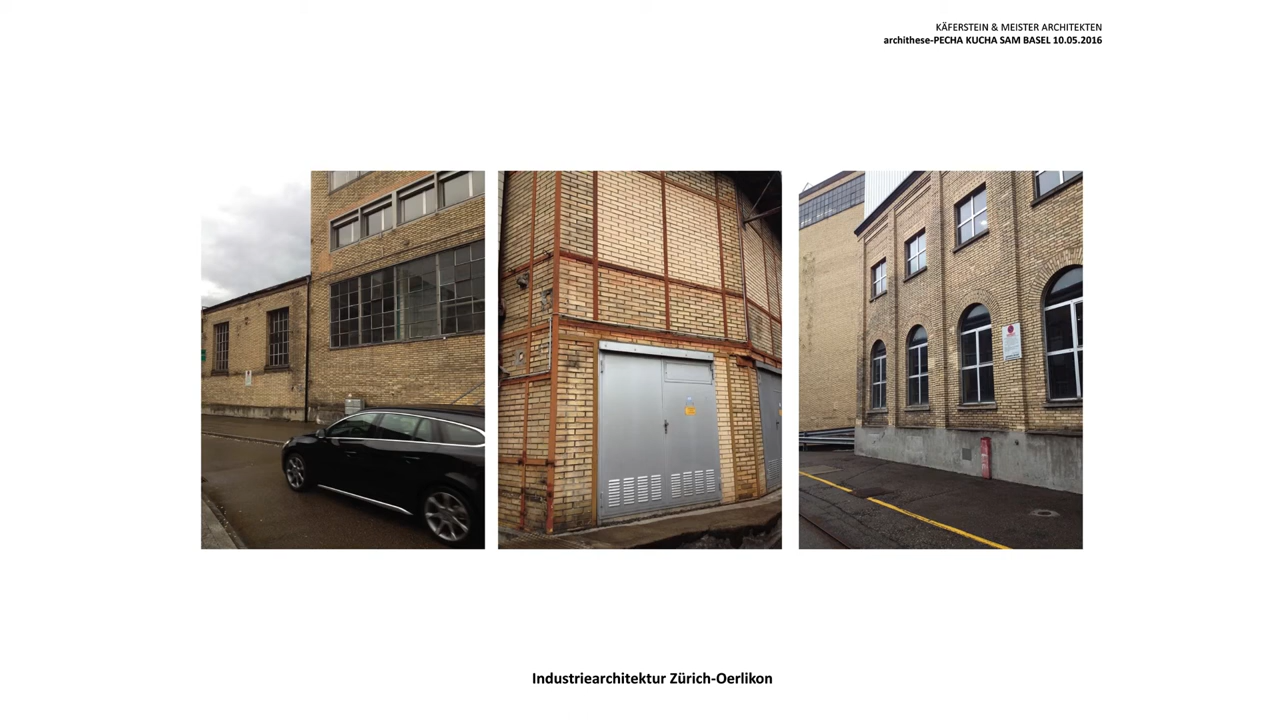 KÄFERSTEIN & MEISTER ARCHITEKTEN
archithese-PECHA KUCHA SAM BASEL 10.05.2016
Industriearchitektur Zürich-Oerlikon